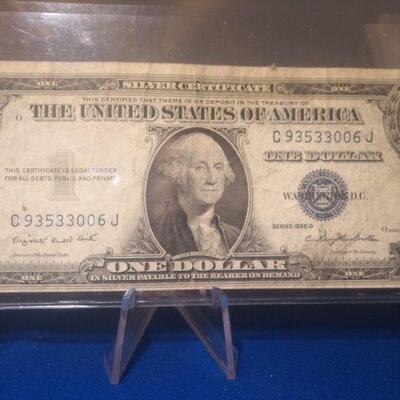 SILVER CERTIFICATE
ONE
ONE
THIS CERTIFIES THAT THERE IS ON DEPOSIT IN THE TREASURY OF
THE UNITED STATES OF AMERICA
C 93533006 J
ONE DOLLAR
THIS CERTIFICATE IS LEGAL TENDER
FOR ALL DEBTS, PUBLIC AND PRIVATE
WASHINGTON, D.C.
C 93533006 J
SERIES 1935 G
ONE DOLLAR
IN SILVER PAYABLE TO THE BEARER ON DEMAND
ONE
ONE